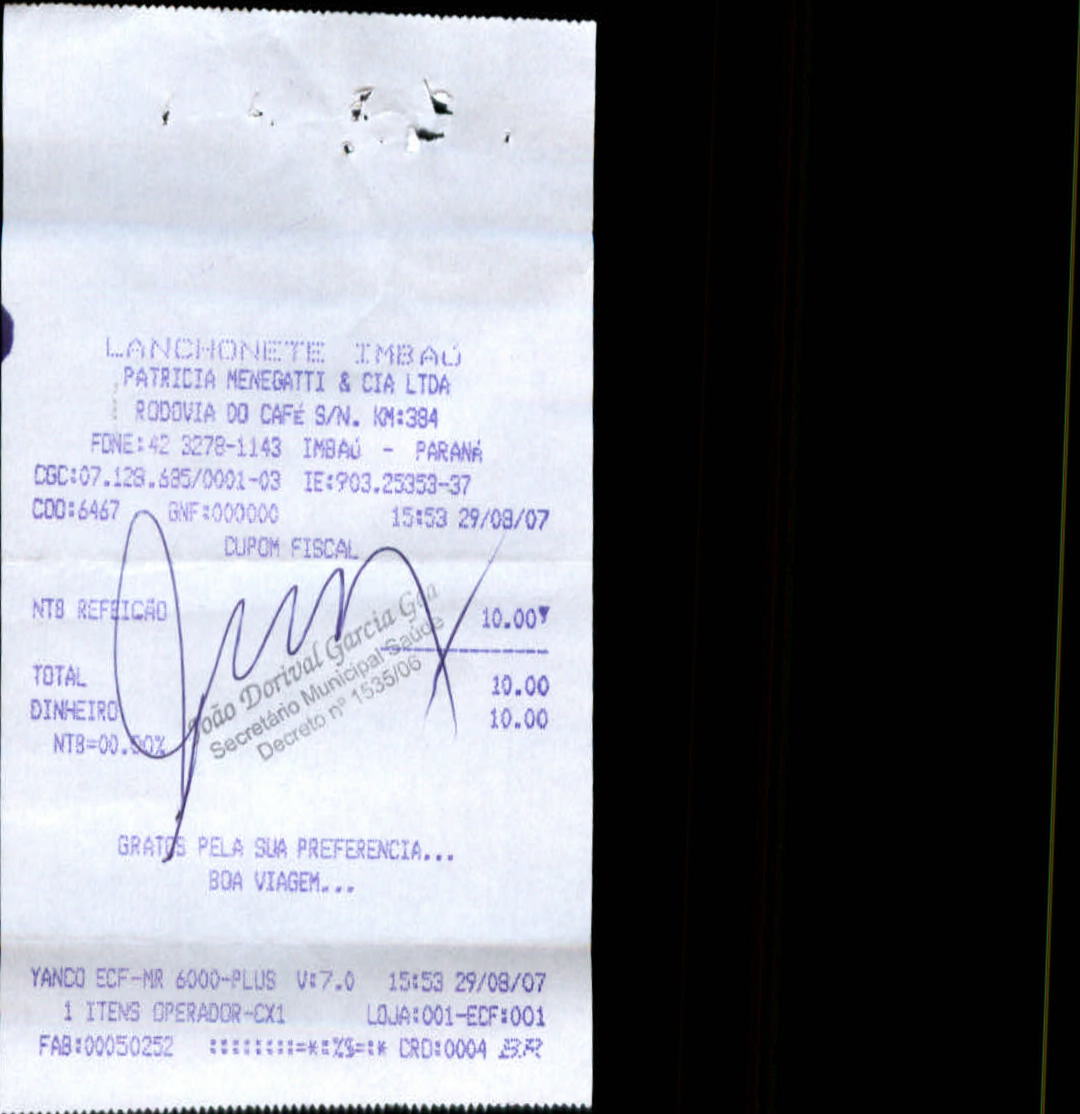 LANCHONETE IMBAÚ
PATRICIA MENEGATTI & CIA LTDA
RODOVIA DO CAFÉ S/N. KM:384
FONE:42 3278-1143 IMBAÚ - PARANÁ
CGC:07.128.685/0001-03 IE:903.25353-37
COO:6467 GNF:000000 15:53 29/08/07
CUPOM FISCAL
NTB REFEIÇÃO 10.00
João Dorival Garcia
Secretário Municipal Saúde
Decreto nº 1535/06
TOTAL 10.00
DINHEIRO 10.00
NTB=00.00%
GRATOS PELA SUA PREFERENCIA...
BOA VIAGEM...
YANCO ECF-MR 6000-PLUS V:7.0 15:53 29/08/07
1 ITENS OPERADOR-CX1 LOJA:001-ECF:001
FAB:00050252 ::::::::=*:%$=:* CRO:0004 BR